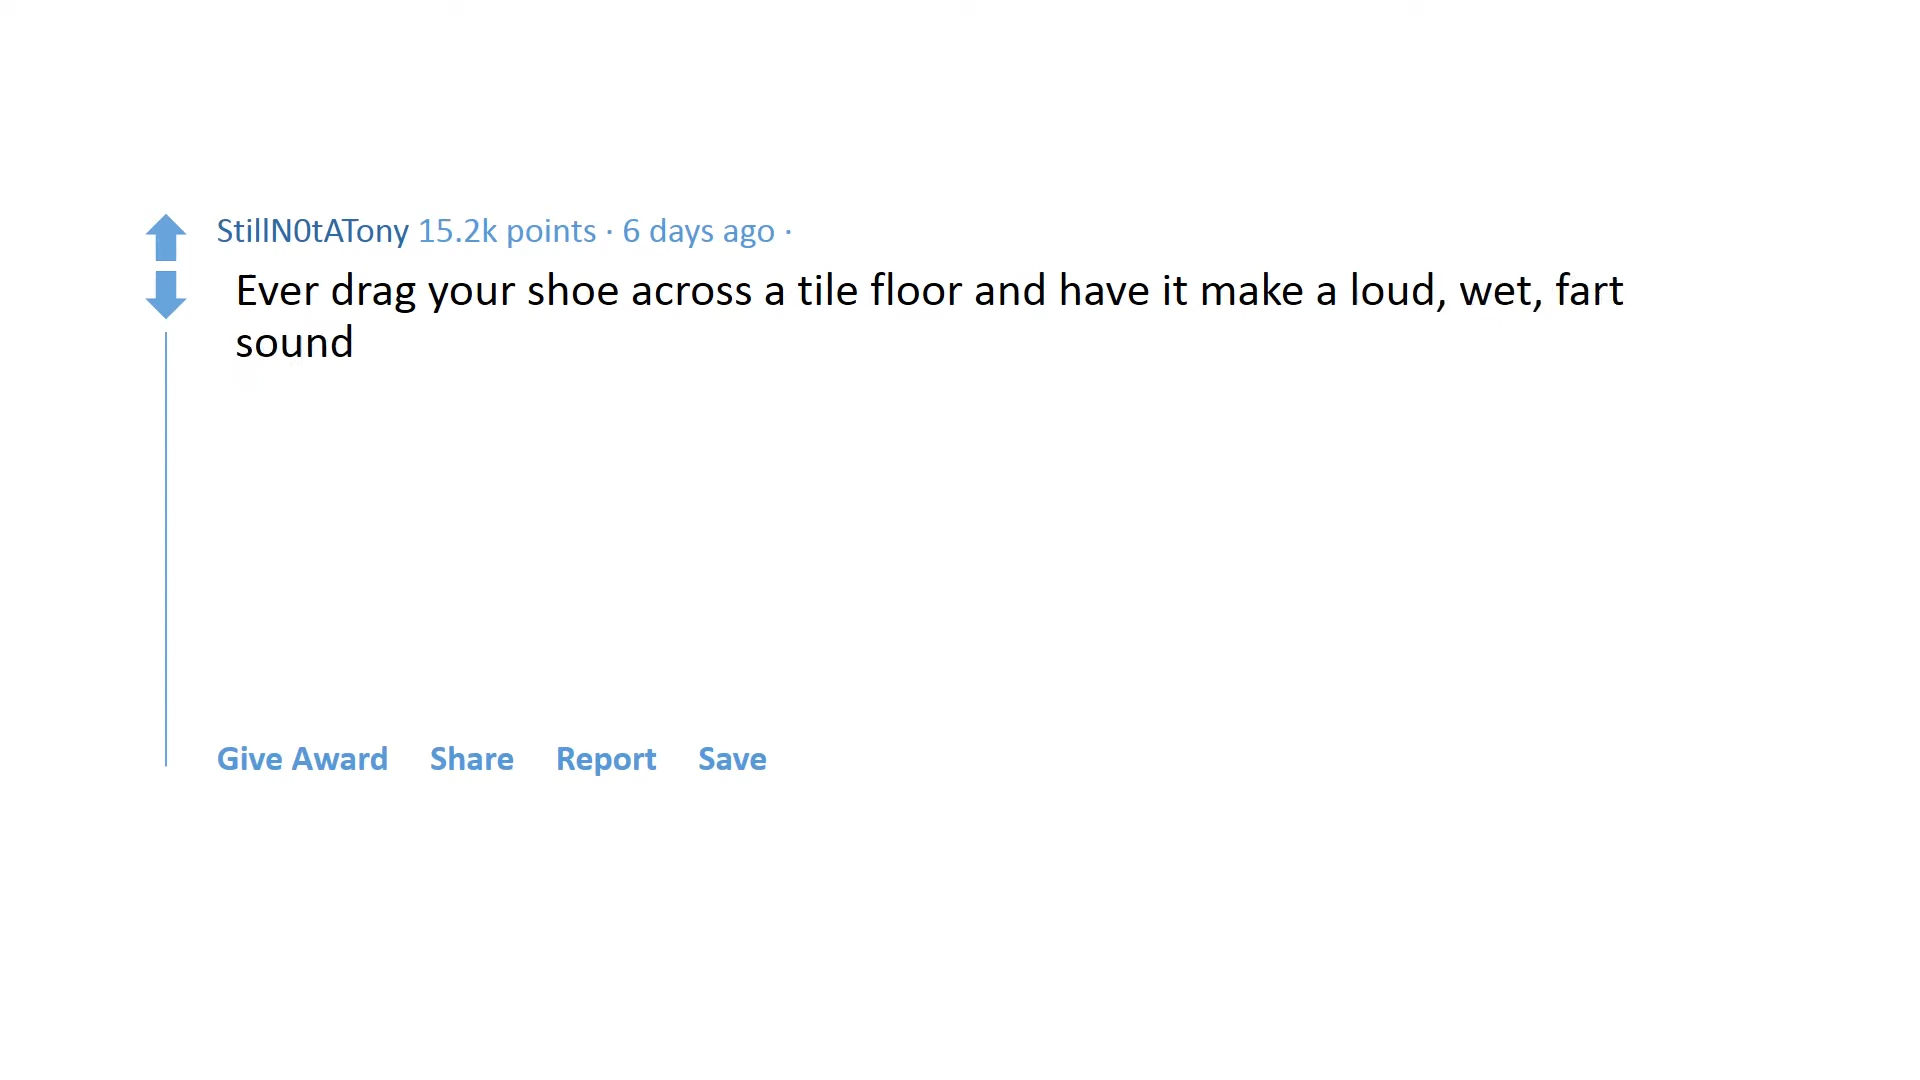 StillN0tATony 15.2k points · 6 days ago ·
Ever drag your shoe across a tile floor and have it make a loud, wet, fart
sound
Give Award Share Report Save